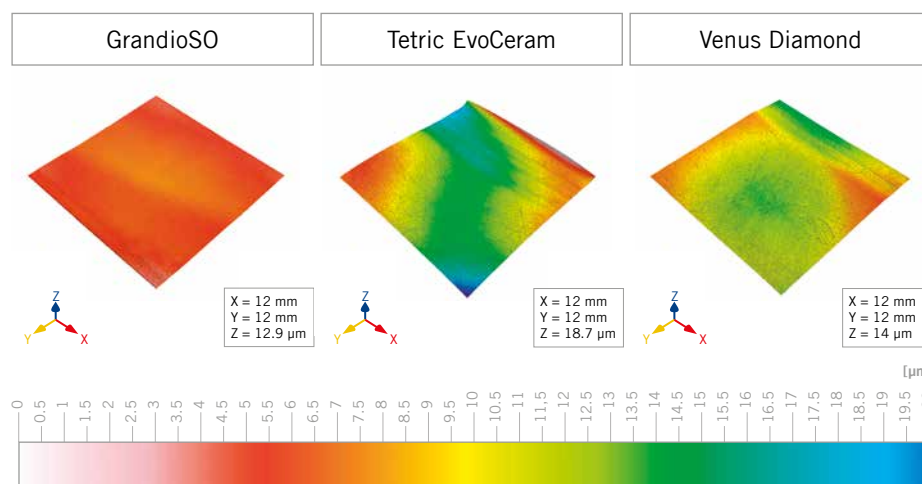 GrandioSO
Tetric EvoCeram
Venus Diamond
Z
Y
X
X = 12 mm
Y = 12 mm
Z = 12.9 µm
Z
Y
X
X = 12 mm
Y = 12 mm
Z = 18.7 µm
Z
Y
X
X = 12 mm
Y = 12 mm
Z = 14 µm
0
0.5
1
1.5
2
2.5
3
3.5
4
4.5
5
5.5
6
6.5
7
7.5
8
8.5
9
9.5
10
10.5
11
11.5
12
12.5
13
13.5
14
14.5
15
15.5
16
16.5
17
17.5
18
18.5
19
19.5